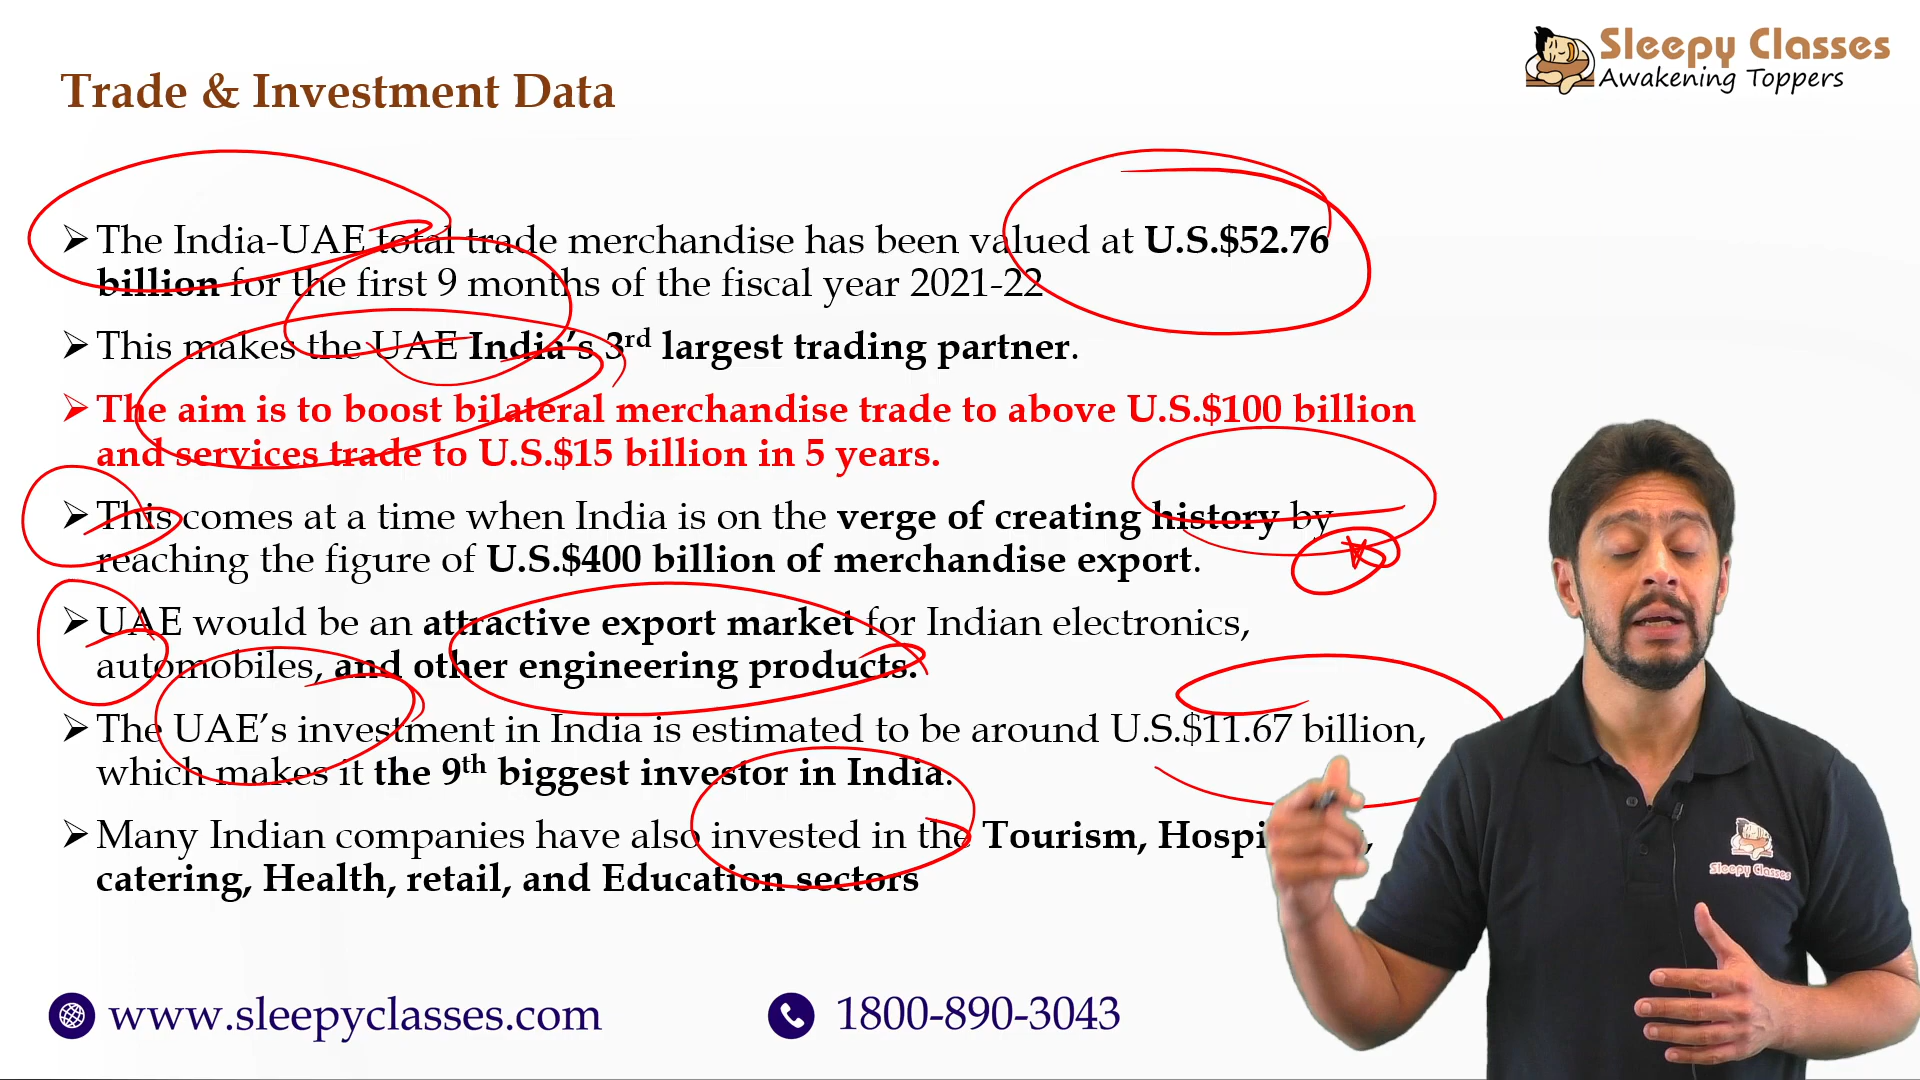 Sleepy Classes
Awakening Toppers
Trade & Investment Data
➢ The India-UAE total trade merchandise has been valued at U.S.$52.76
billion for the first 9 months of the fiscal year 2021-22
➢ This makes the UAE India's 3rd largest trading partner.
➢ The aim is to boost bilateral merchandise trade to above U.S.$100 billion
and services trade to U.S.$15 billion in 5 years.
➢ This comes at a time when India is on the verge of creating history by
reaching the figure of U.S.$400 billion of merchandise export.
➢ UAE would be an attractive export market for Indian electronics,
automobiles, and other engineering products.
➢ The UAE's investment in India is estimated to be around U.S.$11.67 billion,
which makes it the 9th biggest investor in India.
➢ Many Indian companies have also invested in the Tourism,
catering, Health, retail, and Education sectors
Sleepy Classes
www.sleepyclasses.com
1800-890-3043